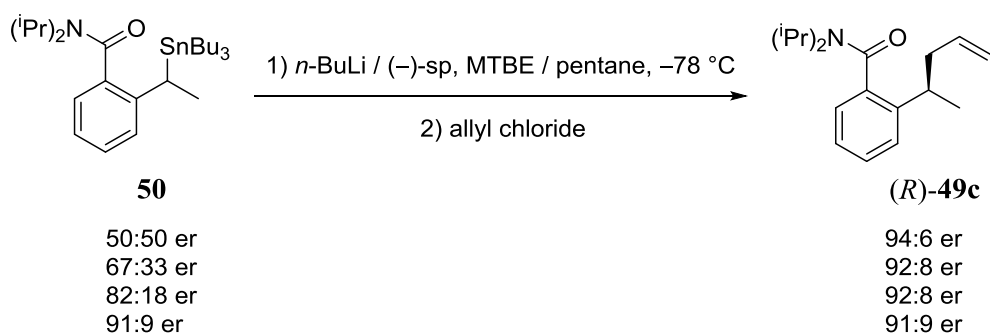 (iPr)2N O
SnBu3
1) n-BuLi / (–)-sp, MTBE / pentane, –78 °C
2) allyl chloride
(iPr)2N O
50
(R)-49c
50:50 er
94:6 er
67:33 er
92:8 er
82:18 er
92:8 er
91:9 er
91:9 er